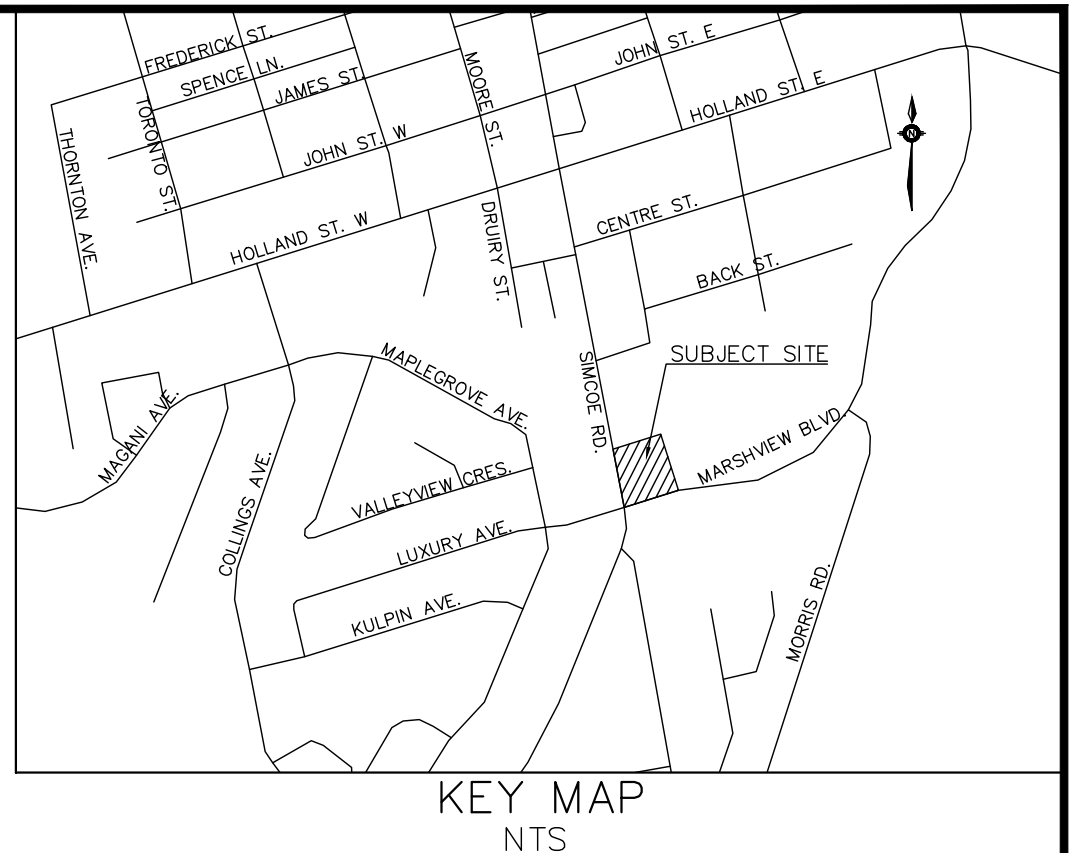 FREDERICK ST.
SPENCE LN.
JAMES ST.
JOHN ST. W
HOLLAND ST. W
THORNTON AVE.
TORONTO ST.
MOORE ST.
JOHN ST. E
HOLLAND ST. E
N
DRUIRY ST.
CENTRE ST.
BACK ST.
SIMCOE RD.
SUBJECT SITE
MAPLEGROVE AVE.
MAGANI AVE.
COLLINGS AVE.
VALLEYVIEW CRES.
LUXURY AVE.
KULPIN AVE.
MARSHVIEW BLVD.
MORRIS RD.
KEY MAP
NTS